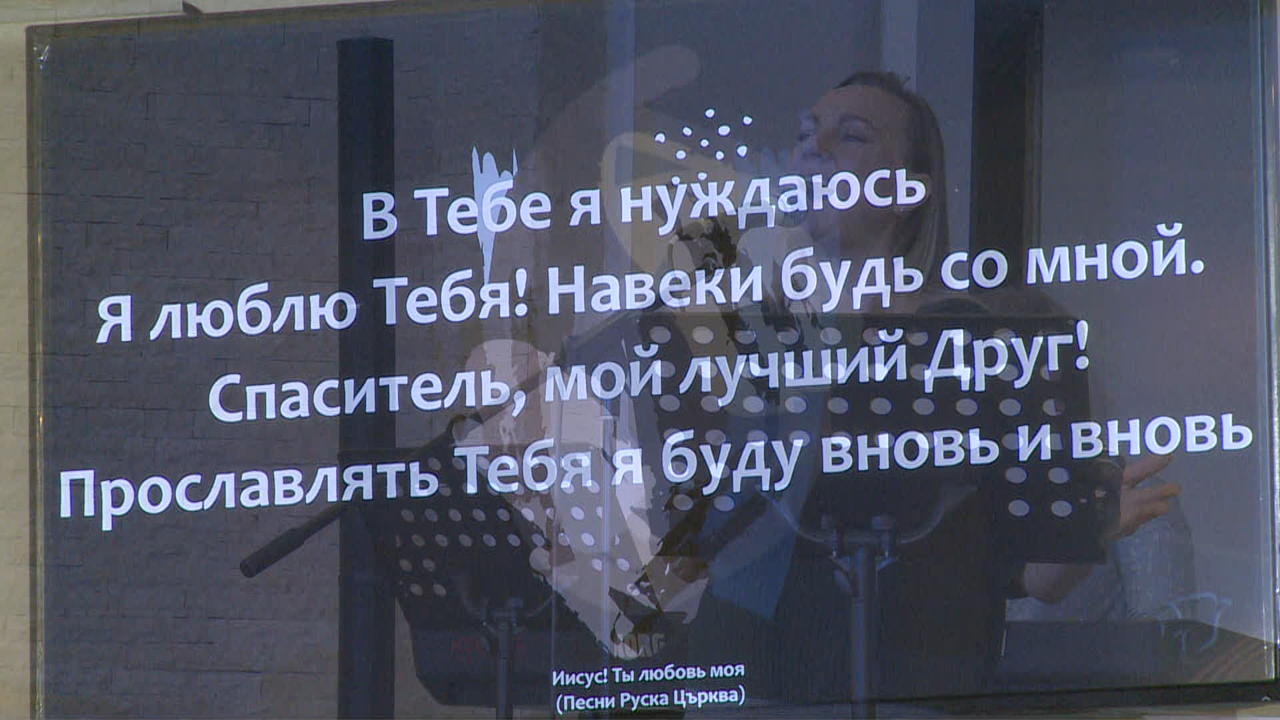 В Тебе я нуждаюсь
Я люблю Тебя! Навеки будь со мной.
Спаситель, мой лучший Друг!
Прославлять Тебя я буду вновь и вновь
Иисус! Ты любовь моя
(Песни Руска Църква)